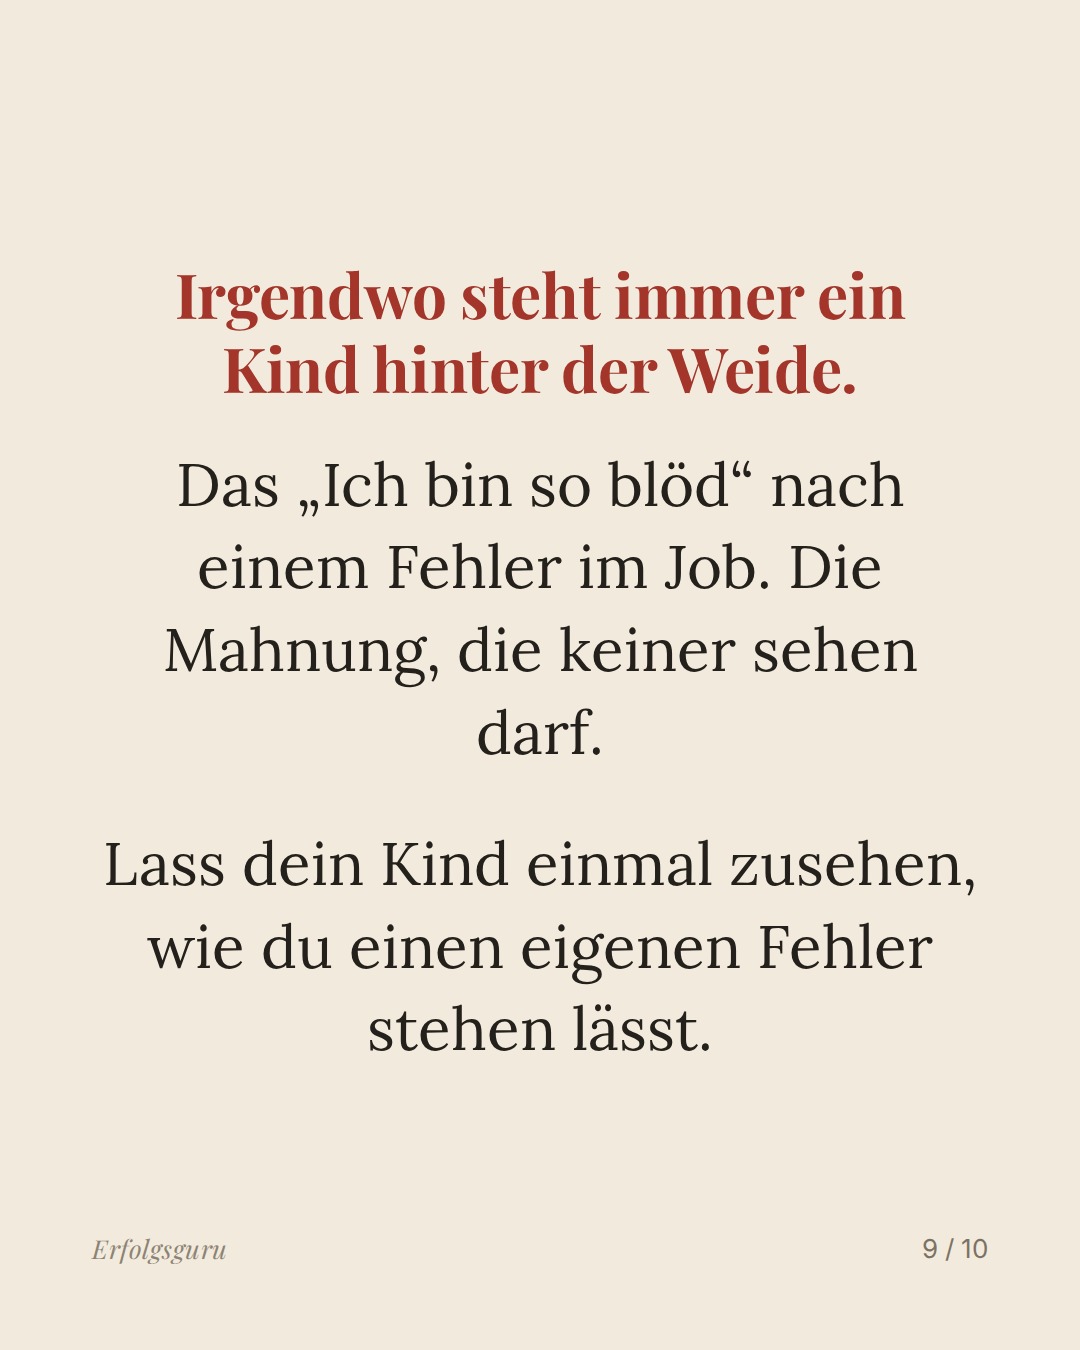 Irgendwo steht immer ein
Kind hinter der Weide.
Das „Ich bin so blöd“ nach
einem Fehler im Job. Die
Mahnung, die keiner sehen
darf.
Lass dein Kind einmal zusehen,
wie du einen eigenen Fehler
stehen lässt.
Erfolgsguru
9 / 10